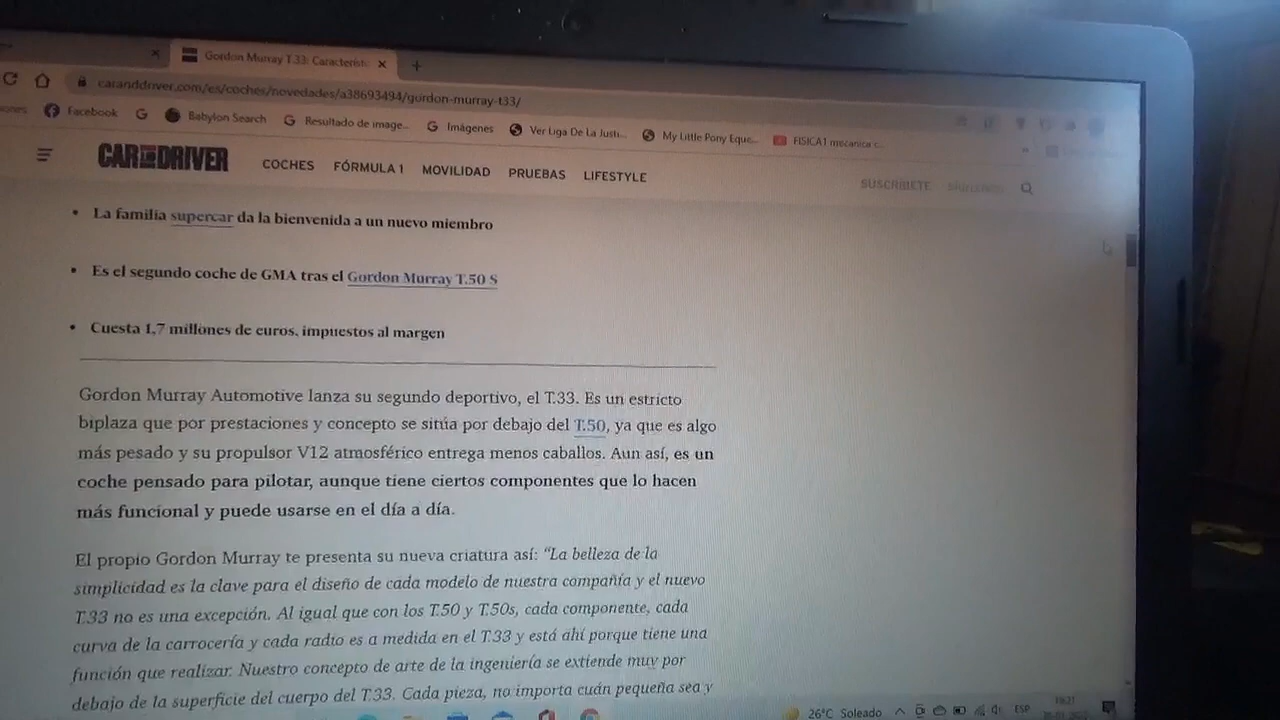 Gordon Murray T.33: Característic
caranddriver.com/es/coches/novedades/a38693494/gordon-murray-t33/
Facebook
Babylon Search
Resultado de image...
Imágenes
Ver Liga De La Justi...
My Little Pony Eque...
FISICA1 mecanica c...
CAR AND DRIVER
COCHES FÓRMULA 1 MOVILIDAD PRUEBAS LIFESTYLE
SUSCRÍBETE
• La familia supercar da la bienvenida a un nuevo miembro
• Es el segundo coche de GMA tras el Gordon Murray T.50 S
• Cuesta 1,7 millones de euros, impuestos al margen
Gordon Murray Automotive lanza su segundo deportivo, el T.33. Es un estricto
biplaza que por prestaciones y concepto se sitúa por debajo del T.50, ya que es algo
más pesado y su propulsor V12 atmosférico entrega menos caballos. Aun así, es un
coche pensado para pilotar, aunque tiene ciertos componentes que lo hacen
más funcional y puede usarse en el día a día.
El propio Gordon Murray te presenta su nueva criatura así: "La belleza de la
simplicidad es la clave para el diseño de cada modelo de nuestra compañía y el nuevo
T.33 no es una excepción. Al igual que con los T.50 y T.50s, cada componente, cada
curva de la carrocería y cada radio es a medida en el T.33 y está ahí porque tiene una
función que realizar. Nuestro concepto de arte de la ingeniería se extiende muy por
debajo de la superficie del cuerpo del T.33. Cada pieza, no importa cuán pequeña sea y
26°C Soleado
ESP